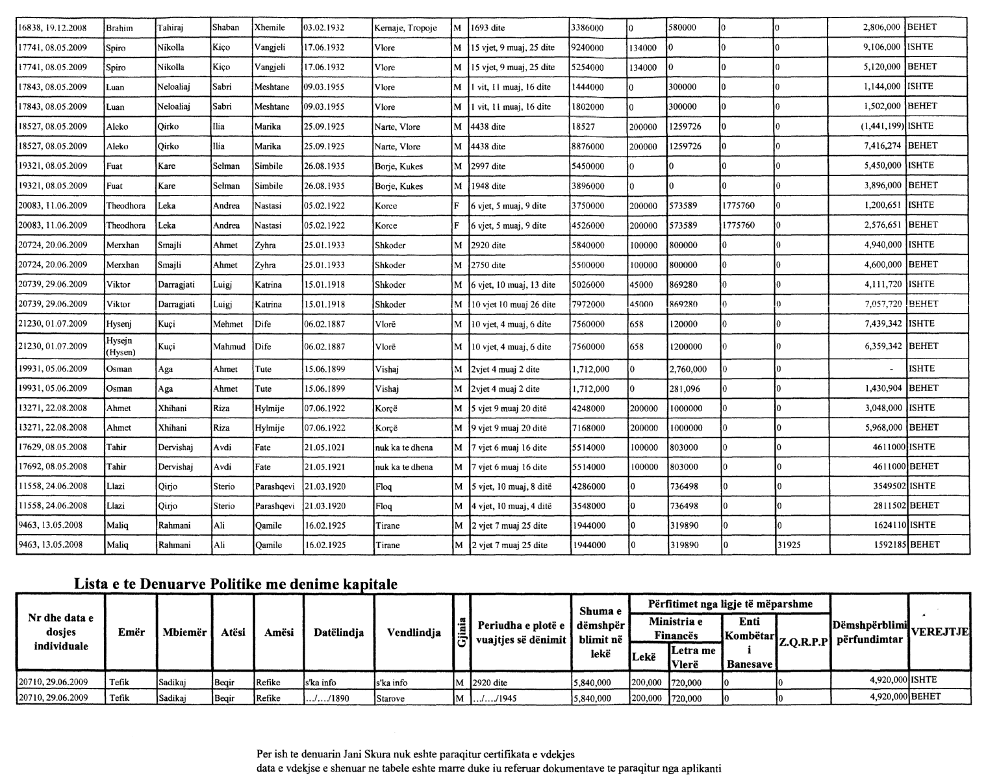 16838, 19.12.2008 Brahim Tahiraj Shaban Xhemile 03.02.1932 Kernaje, Tropoje M 1693 dite 3386000 0 580000 0 0 2,806,000 BEHET
17741, 08.05.2009 Spiro Nikolla Kiço Vangjeli 17.06.1932 Vlore M 15 vjet, 9 muaj, 25 dite 9240000 134000 0 0 0 9,106,000 ISHTE
17741, 08.05.2009 Spiro Nikolla Kiço Vangjeli 17.06.1932 Vlore M 15 vjet, 9 muaj, 25 dite 5254000 134000 0 0 0 5,120,000 BEHET
17843, 08.05.2009 Luan Neloaliaj Sabri Meshtane 09.03.1955 Vlore M 1 vit, 11 muaj, 16 dite 1444000 0 300000 0 0 1,144,000 ISHTE
17843, 08.05.2009 Luan Neloaliaj Sabri Meshtane 09.03.1955 Vlore M 1 vit, 11 muaj, 16 dite 1802000 0 300000 0 0 1,502,000 BEHET
18527, 08.05.2009 Aleko Qirko Ilia Marika 25.09.1925 Narte, Vlore M 4438 dite 18527 200000 1259726 0 0 (1,441,199) ISHTE
18527, 08.05.2009 Aleko Qirko Ilia Marika 25.09.1925 Narte, Vlore M 4438 dite 8876000 200000 1259726 0 0 7,416,274 BEHET
19321, 08.05.2009 Fuat Kare Selman Simbile 26.08.1935 Borje, Kukes M 2997 dite 5450000 0 0 0 0 5,450,000 ISHTE
19321, 08.05.2009 Fuat Kare Selman Simbile 26.08.1935 Borje, Kukes M 1948 dite 3896000 0 0 0 0 3,896,000 BEHET
20083, 11.06.2009 Theodhora Leka Andrea Nastasi 05.02.1922 Korce F 6 vjet, 5 muaj, 9 dite 3750000 200000 573589 1775760 0 1,200,651 ISHTE
20083, 11.06.2009 Theodhora Leka Andrea Nastasi 05.02.1922 Korce F 6 vjet, 5 muaj, 9 dite 4526000 200000 573589 1775760 0 2,576,651 BEHET
20724, 20.06.2009 Merxhan Smajli Ahmet Zyhra 25.01.1933 Shkoder M 2920 dite 5840000 100000 800000 0 0 4,940,000 ISHTE
20724, 20.06.2009 Merxhan Smajli Ahmet Zyhra 25.01.1933 Shkoder M 2750 dite 5500000 100000 800000 0 0 4,600,000 BEHET
20739, 29.06.2009 Viktor Darragjati Luigj Katrina 15.01.1918 Shkoder M 6 vjet, 10 muaj, 13 dite 5026000 45000 869280 0 0 4,111,720 ISHTE
20739, 29.06.2009 Viktor Darragjati Luigj Katrina 15.01.1918 Shkoder M 10 vjet 10 muaj 26 dite 7972000 45000 869280 0 0 7,057,720 BEHET
21230, 01.07.2009 Hysenj Kuçi Mehmet Dife 06.02.1887 Vlorë M 10 vjet, 4 muaj, 6 dite 7560000 658 120000 0 0 7,439,342 ISHTE
21230, 01.07.2009 Hysejn (Hysen) Kuçi Mahmud Dife 06.02.1887 Vlorë M 10 vjet, 4 muaj, 6 dite 7560000 658 1200000 0 0 6,359,342 BEHET
19931, 05.06.2009 Osman Aga Ahmet Tute 15.06.1899 Vishaj M 2vjet 4 muaj 2 dite 1,712,000 0 2,760,000 0 0 - ISHTE
19931, 05.06.2009 Osman Aga Ahmet Tute 15.06.1899 Vishaj M 2vjet 4 muaj 2 dite 1,712,000 0 281,096 0 0 1,430,904 BEHET
13271, 22.08.2008 Ahmet Xhihani Riza Hylmije 07.06.1922 Korçë M 5 vjet 9 muaj 20 ditë 4248000 200000 1000000 0 0 3,048,000 ISHTE
13271, 22.08.2008 Ahmet Xhihani Riza Hylmije 07.06.1922 Korçë M 9 vjet 9 muaj 20 ditë 7168000 200000 1000000 0 0 5,968,000 BEHET
17629, 08.05.2008 Tahir Dervishaj Avdi Fate 21.05.1021 nuk ka te dhena M 7 vjet 6 muaj 16 dite 5514000 100000 803000 0 0 4611000 ISHTE
17692, 08.05.2008 Tahir Dervishaj Avdi Fate 21.05.1921 nuk ka te dhena M 7 vjet 6 muaj 16 dite 5514000 100000 803000 0 0 4611000 BEHET
11558, 24.06.2008 Llazi Qirjo Sterio Parashqevi 21.03.1920 Floq M 5 vjet, 10 muaj, 8 ditë 4286000 0 736498 0 0 3549502 ISHTE
11558, 24.06.2008 Llazi Qirjo Sterio Parashqevi 21.03.1920 Floq M 4 vjet, 10 muaj, 4 ditë 3548000 0 736498 0 0 2811502 BEHET
9463, 13.05.2008 Maliq Rahmani Ali Qamile 16.02.1925 Tirane M 2 vjet 7 muaj 25 dite 1944000 0 319890 0 0 1624110 ISHTE
9463, 13.05.2008 Maliq Rahmani Ali Qamile 16.02.1925 Tirane M 2 vjet 7 muaj 25 dite 1944000 0 319890 0 31925 1592185 BEHET
Lista e te Denuarve Politike me denime kapitale
Nr dhe data e
dosjes
individuale
Emër
Mbiemër
Atësi
Amësi
Datëlindja
Vendlindja
Gjinia
Periudha e plotë e
vuajtjes së dënimit
Shuma e
dëmshpër
blimit në
lekë
Përfitimet nga ligje të mëparshme
Ministria e
Financës
Lekë
Letra me
Vlerë
Enti
Kombëtar
i
Banesave
Z.Q.R.P.P
Dëmshpërblimi
përfundimtar
VEREJTJE
20710, 29.06.2009 Tefik Sadikaj Beqir Refike s'ka info s'ka info M 2920 dite 5,840,000 200,000 720,000 0 0 4,920,000 ISHTE
20710, 29.06.2009 Tefik Sadikaj Beqir Refike .../..../1890 Starove M .../..../1945 5,840,000 200,000 720,000 0 0 4,920,000 BEHET
Per ish te denuarin Jani Skura nuk eshte paraqitur certifikata e vdekjes
data e vdekjse e shenuar ne tabele eshte marre duke iu referuar dokumentave te paraqitur nga aplikanti